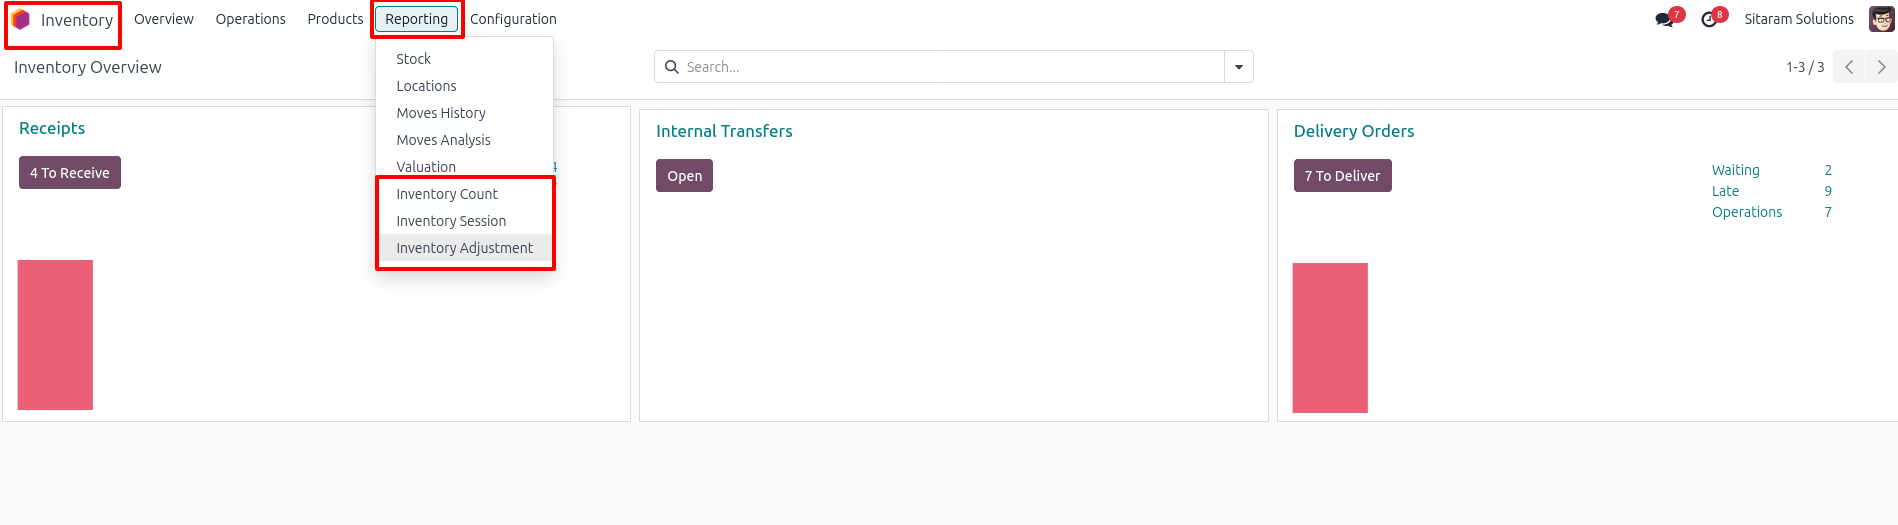 Inventory Overview Operations Products Reporting Configuration 7 8 Sitaram Solutions
Inventory Overview
Search...
1-3 / 3
Stock
Locations
Moves History
Moves Analysis
Valuation
Inventory Count
Inventory Session
Inventory Adjustment
Receipts
4 To Receive
4
Internal Transfers
Open
Delivery Orders
7 To Deliver
Waiting 2
Late 9
Operations 7